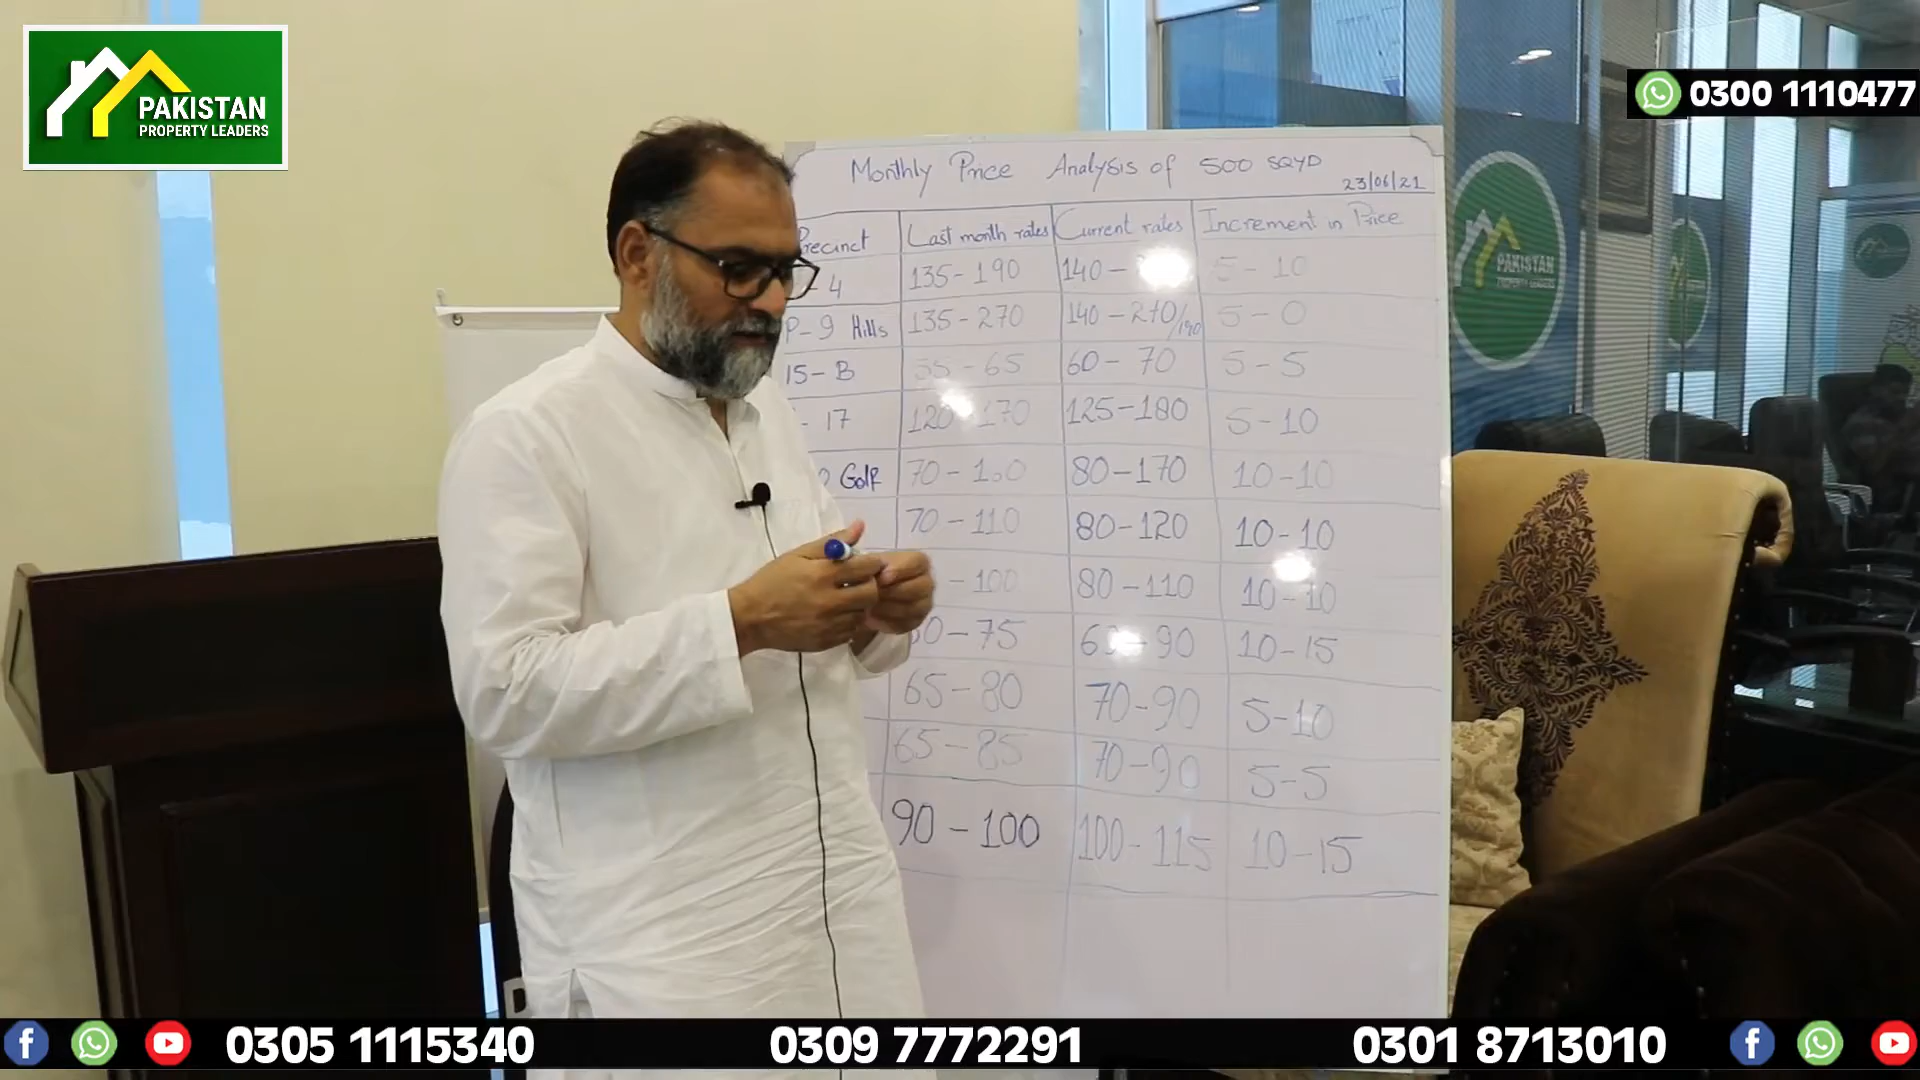 PAKISTAN
PROPERTY LEADERS
0300 1110477
Monthly Price Analysis of 500 SQYD
23/06/21
Precinct Last month rates Current rates Increment in Price
4 135-190 140- 5-10
P-9 Hills 135-270 140-270/190 5-0
15-B 55-65 60-70 5-5
17 120-170 125-180 5-10
Golf 70- 80-170 10-10
70-110 80-120 10-10
-100 80-110 10-10
-75 -90 10-15
65-80 70-90 5-10
65-85 70-90 5-5
90-100 100-115 10-15
PAKISTAN
PROPERTY LEADERS
0305 1115340
0309 7772291
0301 8713010